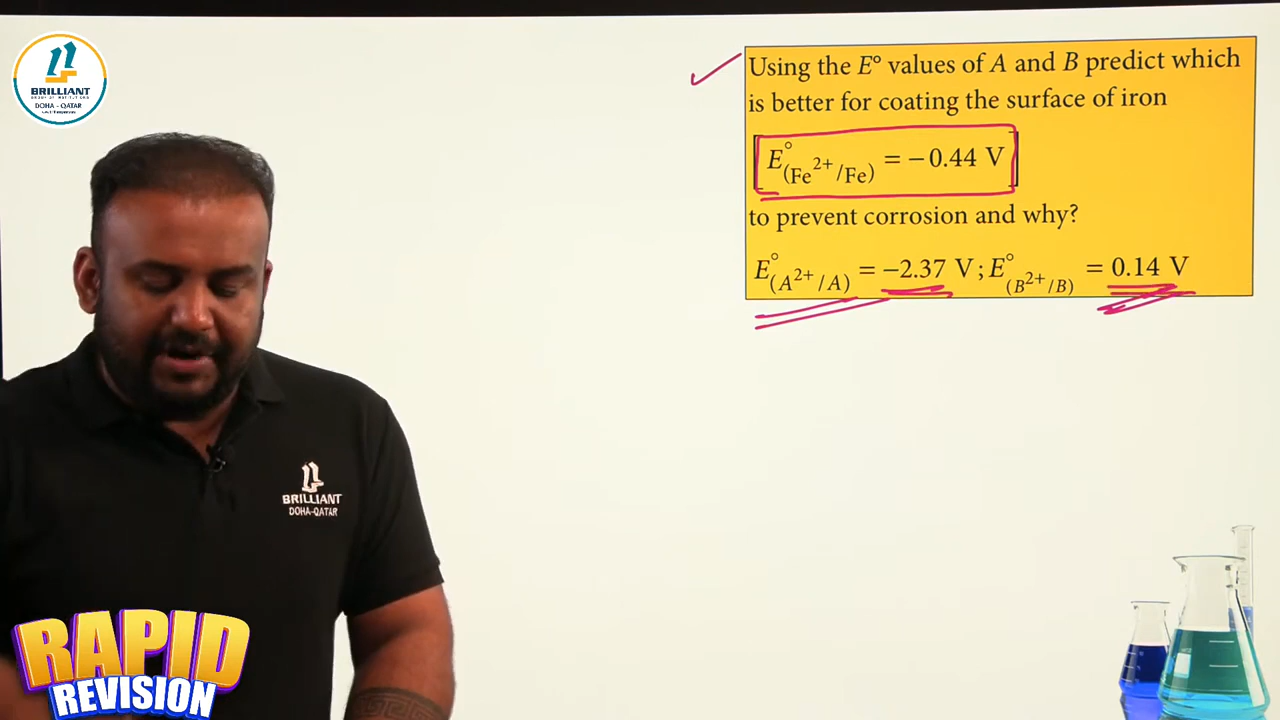 BRILLIANT
DOHA - QATAR
Using the E° values of A and B predict which
is better for coating the surface of iron
[E°(Fe²⁺/Fe) = −0.44 V]
to prevent corrosion and why?
E°(A²⁺/A) = −2.37 V ; E°(B²⁺/B) = 0.14 V
BRILLIANT
DOHA-QATAR
RAPID
REVISION